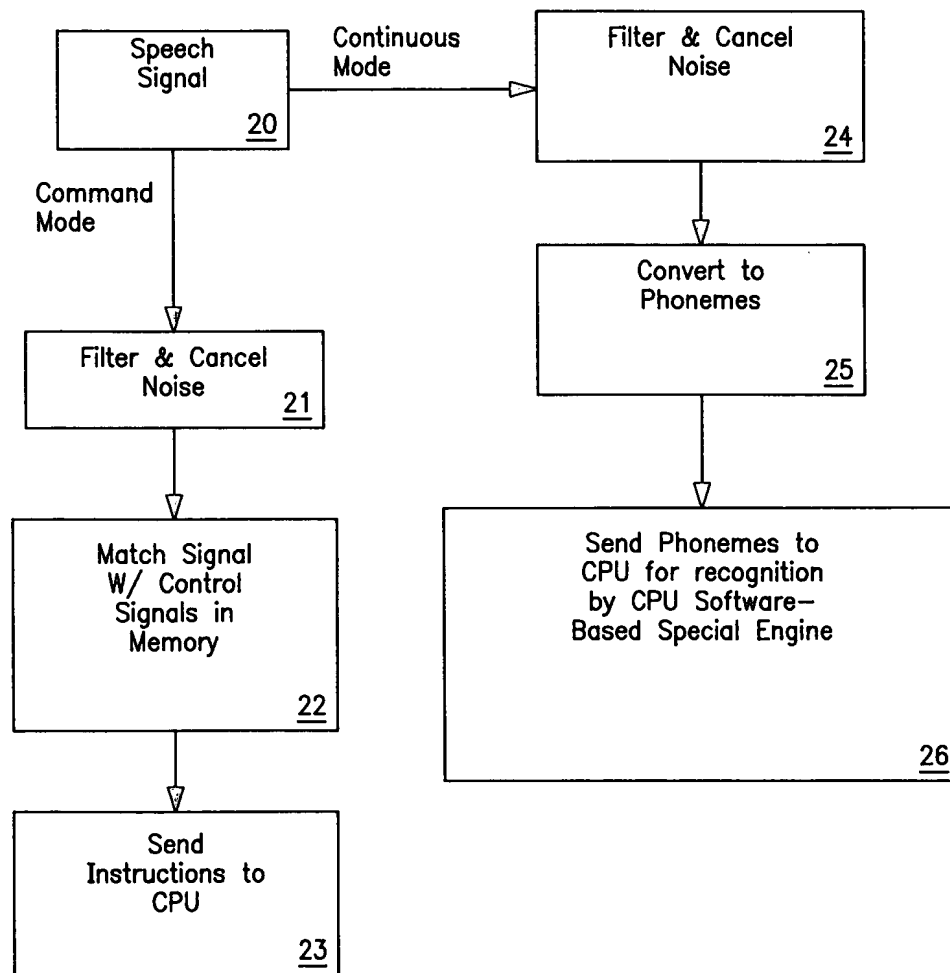 Speech
Signal
20
Continuous
Mode
Filter & Cancel
Noise
24
Command
Mode
Convert to
Phonemes
25
Filter & Cancel
Noise
21
Match Signal
W/ Control
Signals in
Memory
22
Send Phonemes to
CPU for recognition
by CPU Software–
Based Special Engine
26
Send
Instructions to
CPU
23